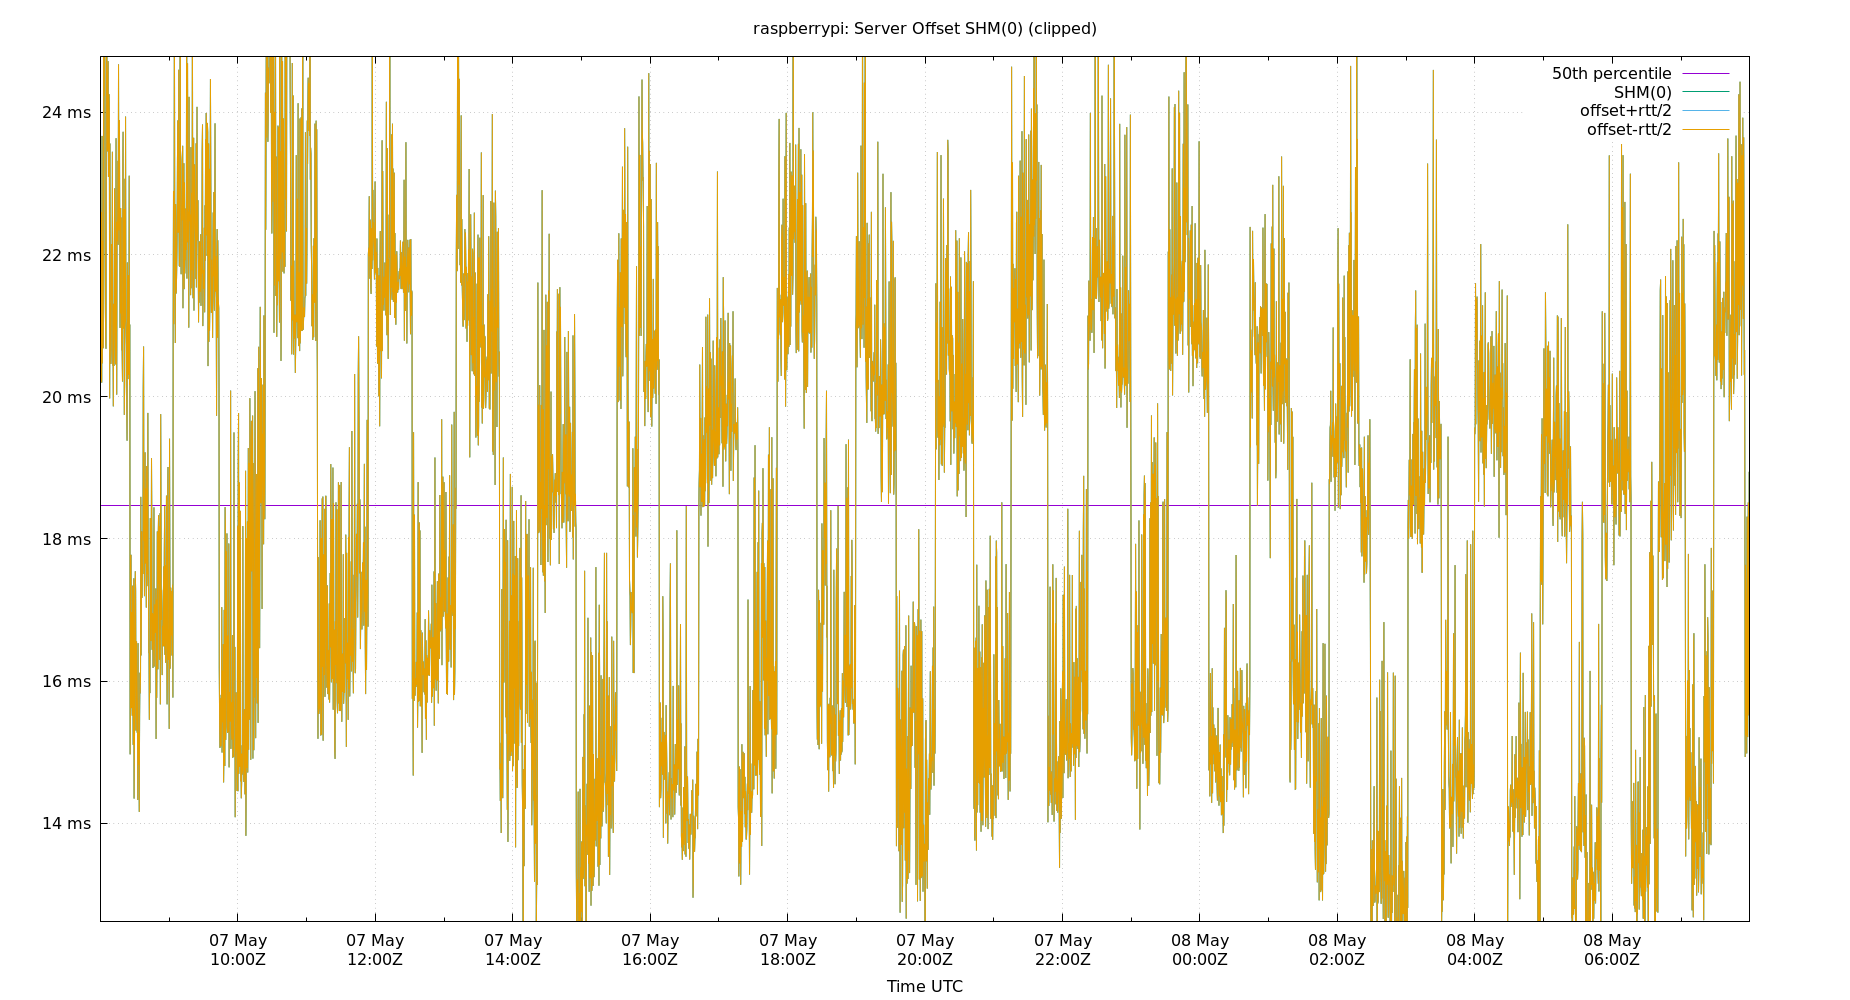 raspberrypi: Server Offset SHM(0) (clipped)
50th percentile
SHM(0)
offset+rtt/2
offset-rtt/2
24 ms
22 ms
20 ms
18 ms
16 ms
14 ms
07 May 07 May 07 May 07 May 07 May 07 May 07 May 08 May 08 May 08 May 08 May
10:00Z 12:00Z 14:00Z 16:00Z 18:00Z 20:00Z 22:00Z 00:00Z 02:00Z 04:00Z 06:00Z
Time UTC